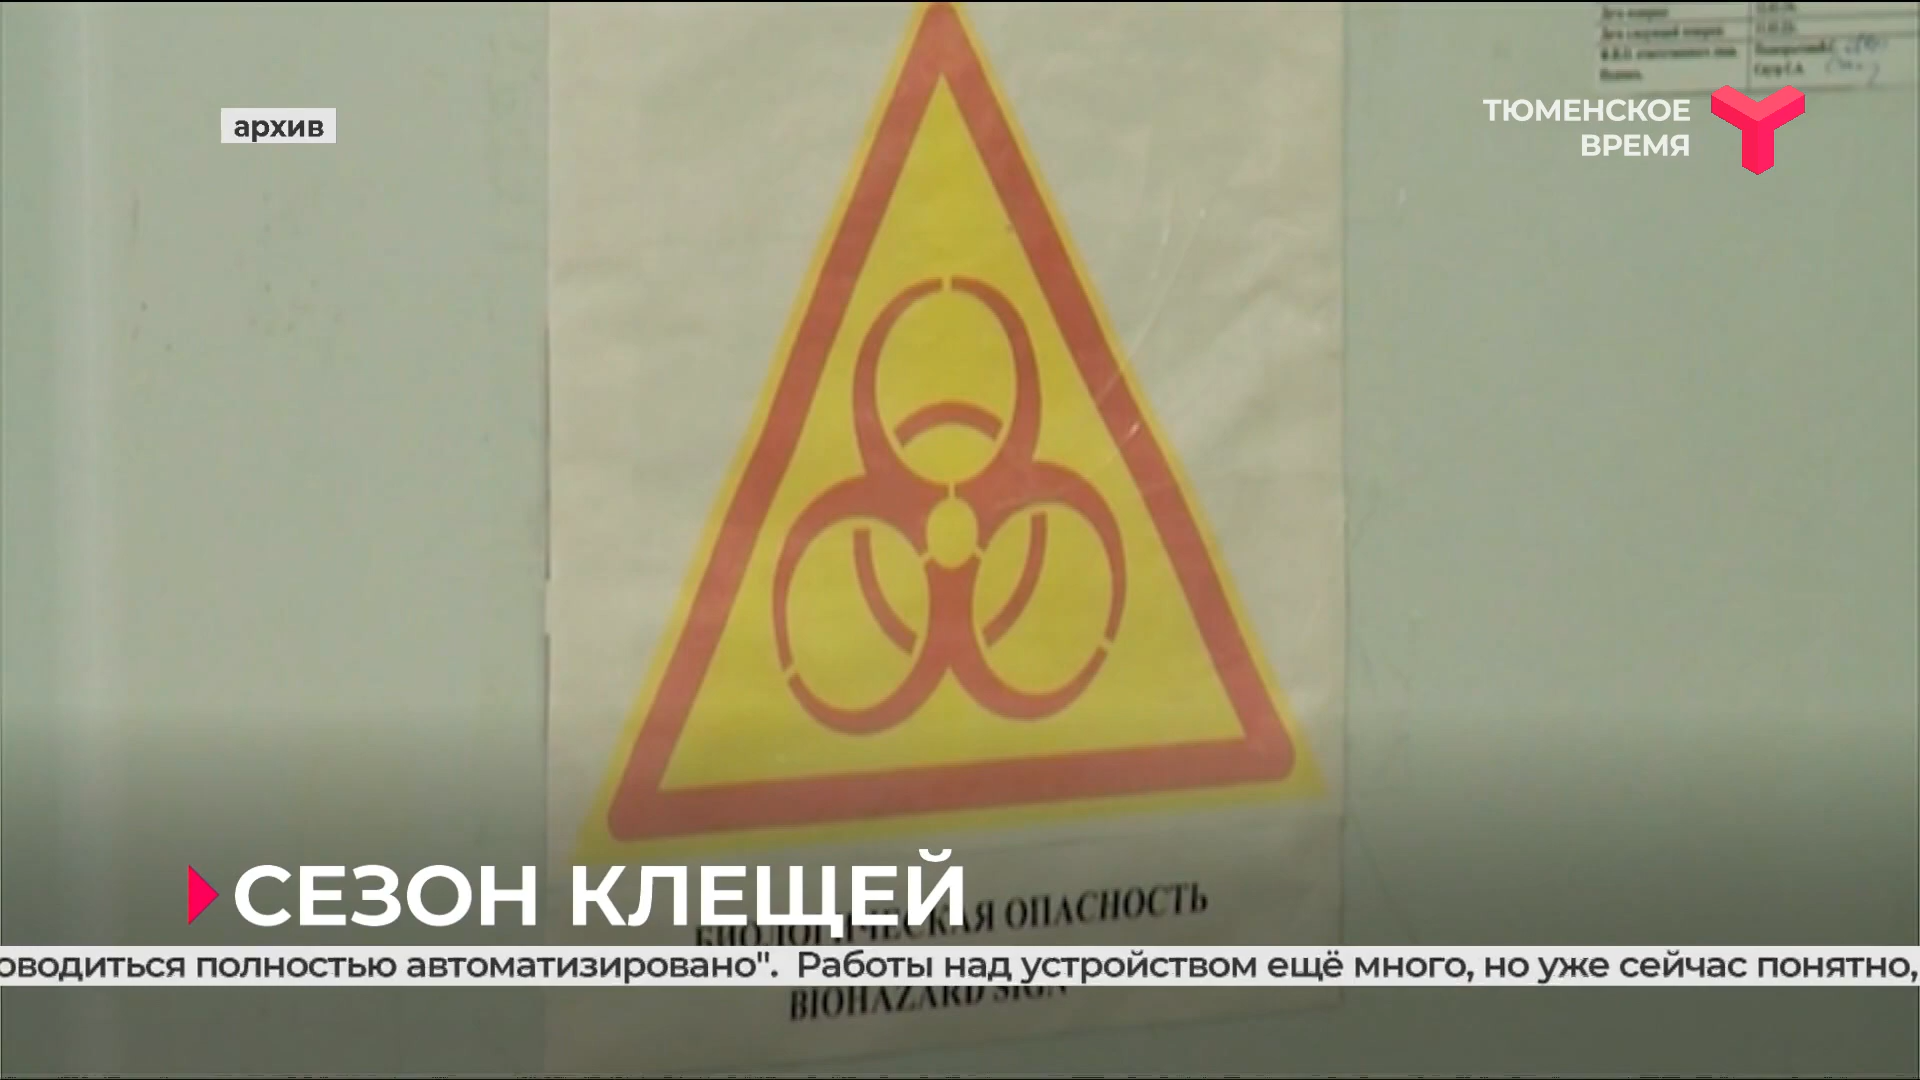 архив
ТЮМЕНСКОЕ
ВРЕМЯ
СЕЗОН КЛЕЩЕЙ
БИОЛОГИЧЕСКАЯ ОПАСНОСТЬ
оводиться полностью автоматизировано". Работы над устройством ещё много, но уже сейчас понятно,
BIOHAZARD SIGN